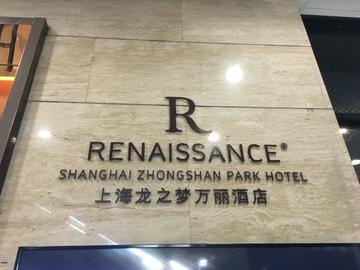 R
RENAISSANCE®
SHANGHAI ZHONGSHAN PARK HOTEL
上海龙之梦万丽酒店